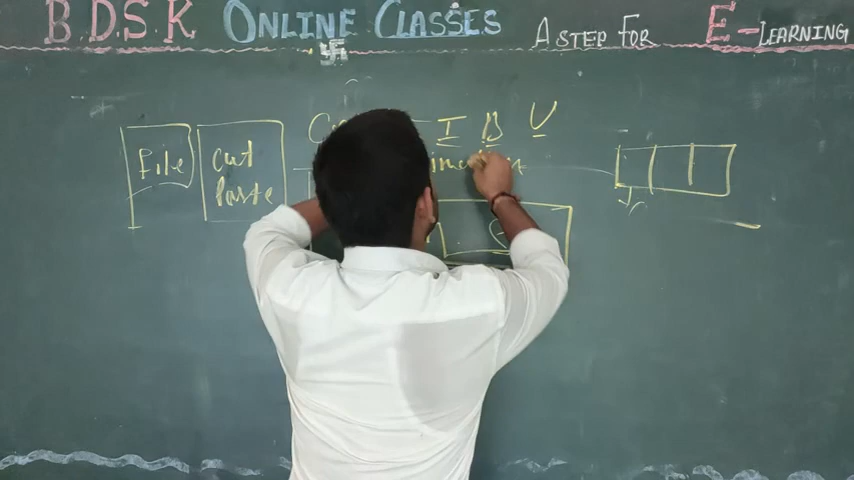 B.D.S.K ONLINE CLASSES A STEP FOR E-LEARNING
I B U
File
Cut
Paste